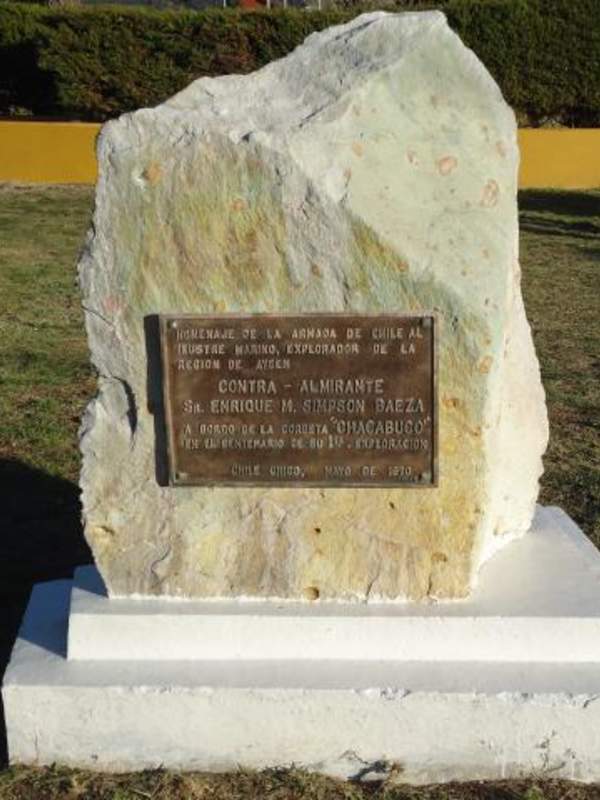 HOMENAJE DE LA ARMADA DE CHILE AL
ILUSTRE MARINO, EXPLORADOR DE LA
REGION DE AYSEN
CONTRA - ALMIRANTE
SR. ENRIQUE M. SIMPSON BAEZA
A BORDO DE LA CORBETA "CHACABUCO"
EN EL CENTENARIO DE SU 1ª. EXPLORACION
CHILE CHICO, MAYO DE 1970